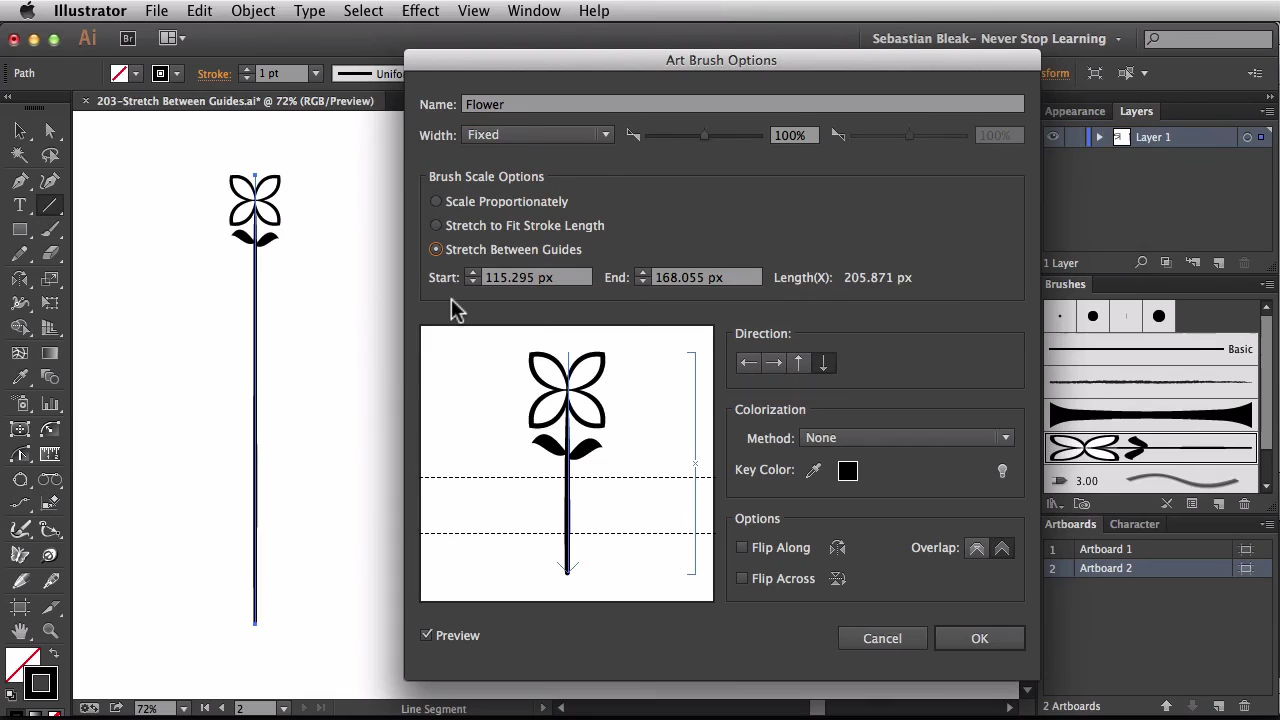 Illustrator File Edit Object Type Select Effect View Window Help
Ai Br Sebastian Bleak- Never Stop Learning
Path Stroke: 1 pt Unifo Art Brush Options ansform
203-Stretch Between Guides.ai* @ 72% (RGB/Preview)
Name: Flower
Width: Fixed 100% 100%
Brush Scale Options
Scale Proportionately
Stretch to Fit Stroke Length
Stretch Between Guides
Start: 115.295 px End: 168.055 px Length(X): 205.871 px
Direction:
Colorization
Method: None
Key Color:
Options
Flip Along Overlap:
Flip Across
Preview
Cancel OK
Appearance Layers
Layer 1
1 Layer
Brushes
Basic
3.00
Artboards Character
1 Artboard 1
2 Artboard 2
2 Artboards
T
72% 2 Line Segment